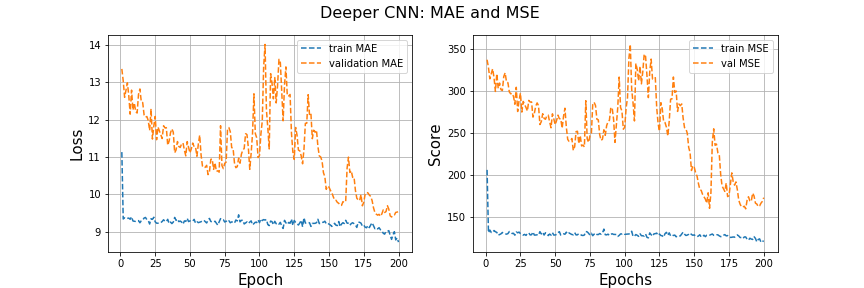 Deeper CNN: MAE and MSE
Loss
14
13
12
11
10
9
train MAE
validation MAE
0 25 50 75 100 125 150 175 200
Epoch
Score
350
300
250
200
150
train MSE
val MSE
0 25 50 75 100 125 150 175 200
Epochs